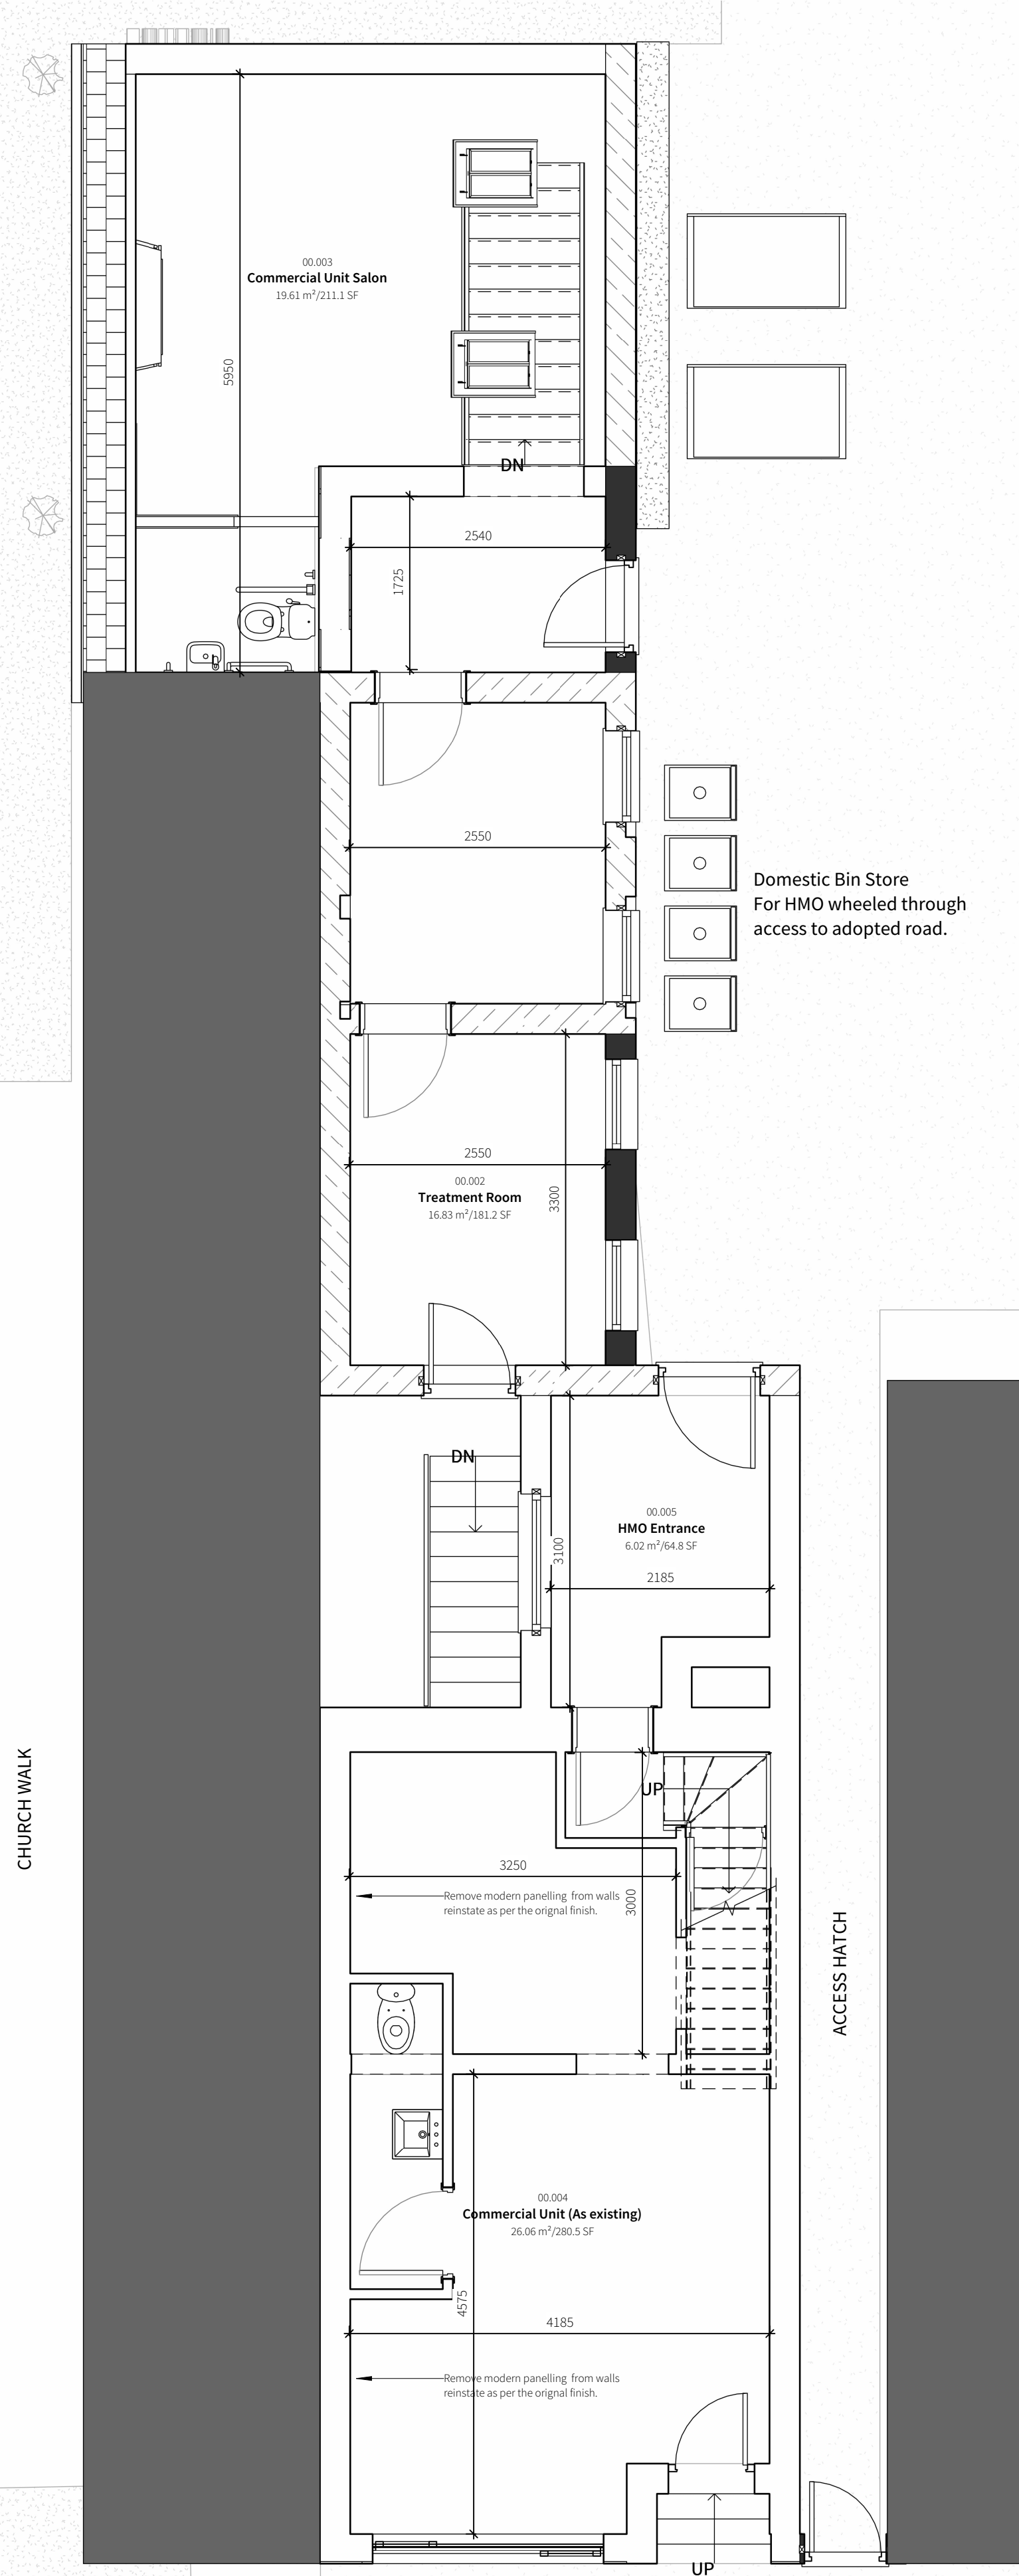 00.003
Commercial Unit Salon
19.61 m²/211.1 SF
5950
DN
2540
1725
2550
Domestic Bin Store
For HMO wheeled through
access to adopted road.
2550
00.002
Treatment Room
16.83 m²/181.2 SF
3300
DN
00.005
HMO Entrance
6.02 m²/64.8 SF
3100
2185
CHURCH WALK
UP
3250
Remove modern panelling from walls
reinstate as per the orignal finish.
3000
ACCESS HATCH
00.004
Commercial Unit (As existing)
26.06 m²/280.5 SF
4575
4185
Remove modern panelling from walls
reinstate as per the orignal finish.
UP